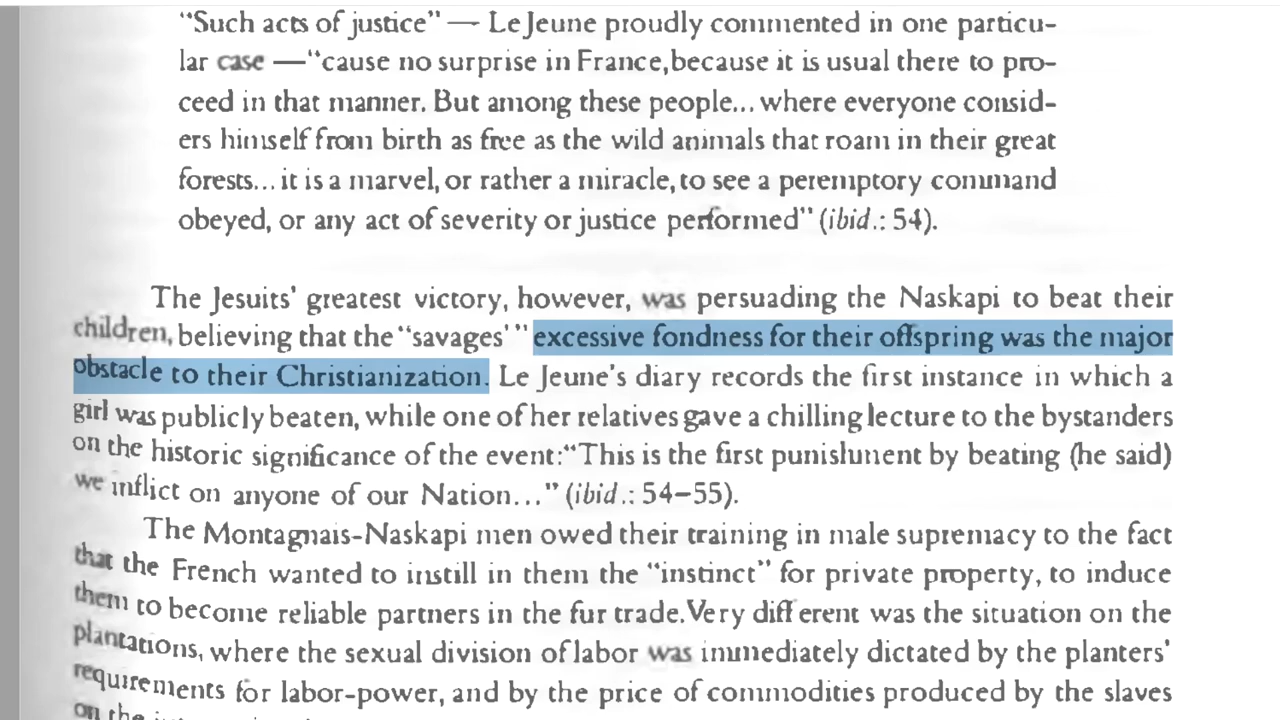 “Such acts of justice” — Le Jeune proudly commented in one particu-
lar case —“cause no surprise in France, because it is usual there to pro-
ceed in that manner. But among these people... where everyone consid-
ers himself from birth as free as the wild animals that roam in their great
forests... it is a marvel, or rather a miracle, to see a peremptory command
obeyed, or any act of severity or justice performed” (ibid.: 54).
The Jesuits’ greatest victory, however, was persuading the Naskapi to beat their
children, believing that the “savages’” excessive fondness for their offspring was the major
obstacle to their Christianization. Le Jeune’s diary records the first instance in which a
girl was publicly beaten, while one of her relatives gave a chilling lecture to the bystanders
on the historic significance of the event: “This is the first punishment by beating (he said)
we inflict on anyone of our Nation...” (ibid.: 54–55).
The Montagnais-Naskapi men owed their training in male supremacy to the fact
that the French wanted to instill in them the “instinct” for private property, to induce
them to become reliable partners in the fur trade. Very different was the situation on the
plantations, where the sexual division of labor was immediately dictated by the planters’
requirements for labor-power, and by the price of commodities produced by the slaves
on the